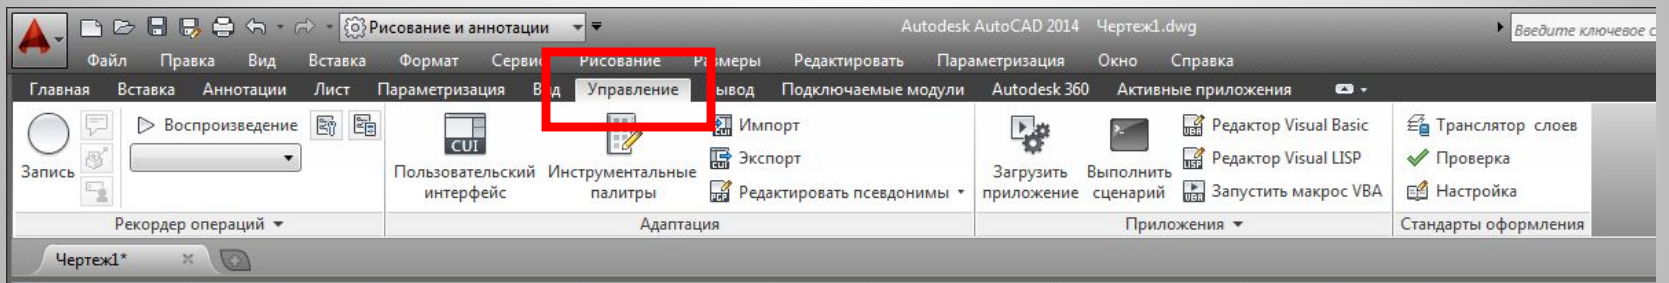 Рисование и аннотации Autodesk AutoCAD 2014 Чертеж1.dwg Введите ключевое с
Файл Правка Вид Вставка Формат Сервис Рисование Размеры Редактировать Параметризация Окно Справка
Главная Вставка Аннотации Лист Параметризация Вид Управление Вывод Подключаемые модули Autodesk 360 Активные приложения
Запись
Воспроизведение
CUI
Пользовательский интерфейс
Инструментальные палитры
Импорт
Экспорт
Редактировать псевдонимы
Загрузить приложение
Выполнить сценарий
Редактор Visual Basic
Редактор Visual LISP
Запустить макрос VBA
Транслятор слоев
Проверка
Настройка
Рекордер операций Адаптация Приложения Стандарты оформления
Чертеж1*